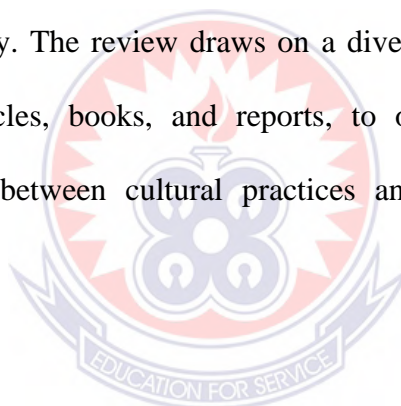 y. The review draws on a dive
cles, books, and reports, to o
between cultural practices an
EDUCATION FOR SERVICE